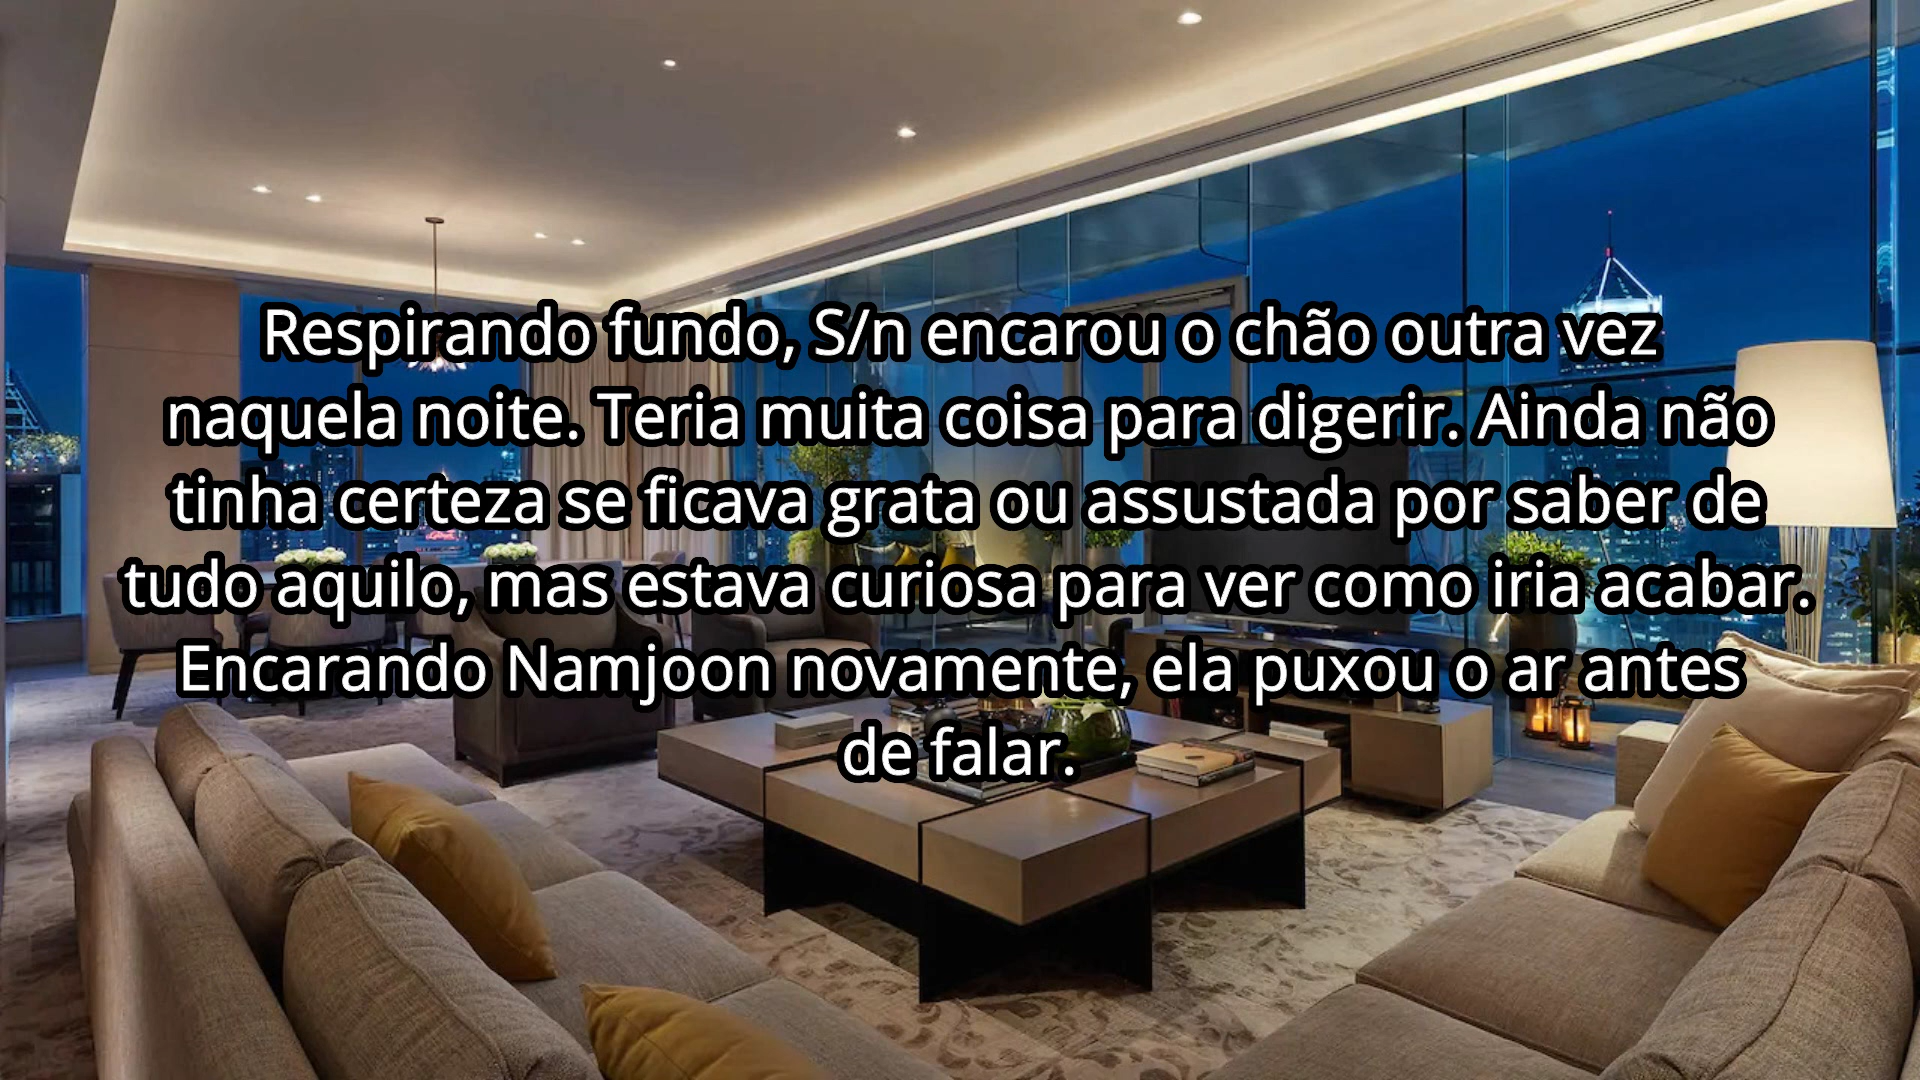 Respirando fundo, S/n encarou o chão outra vez
naquela noite. Teria muita coisa para digerir. Ainda não
tinha certeza se ficava grata ou assustada por saber de
tudo aquilo, mas estava curiosa para ver como iria acabar.
Encarando Namjoon novamente, ela puxou o ar antes
de falar.